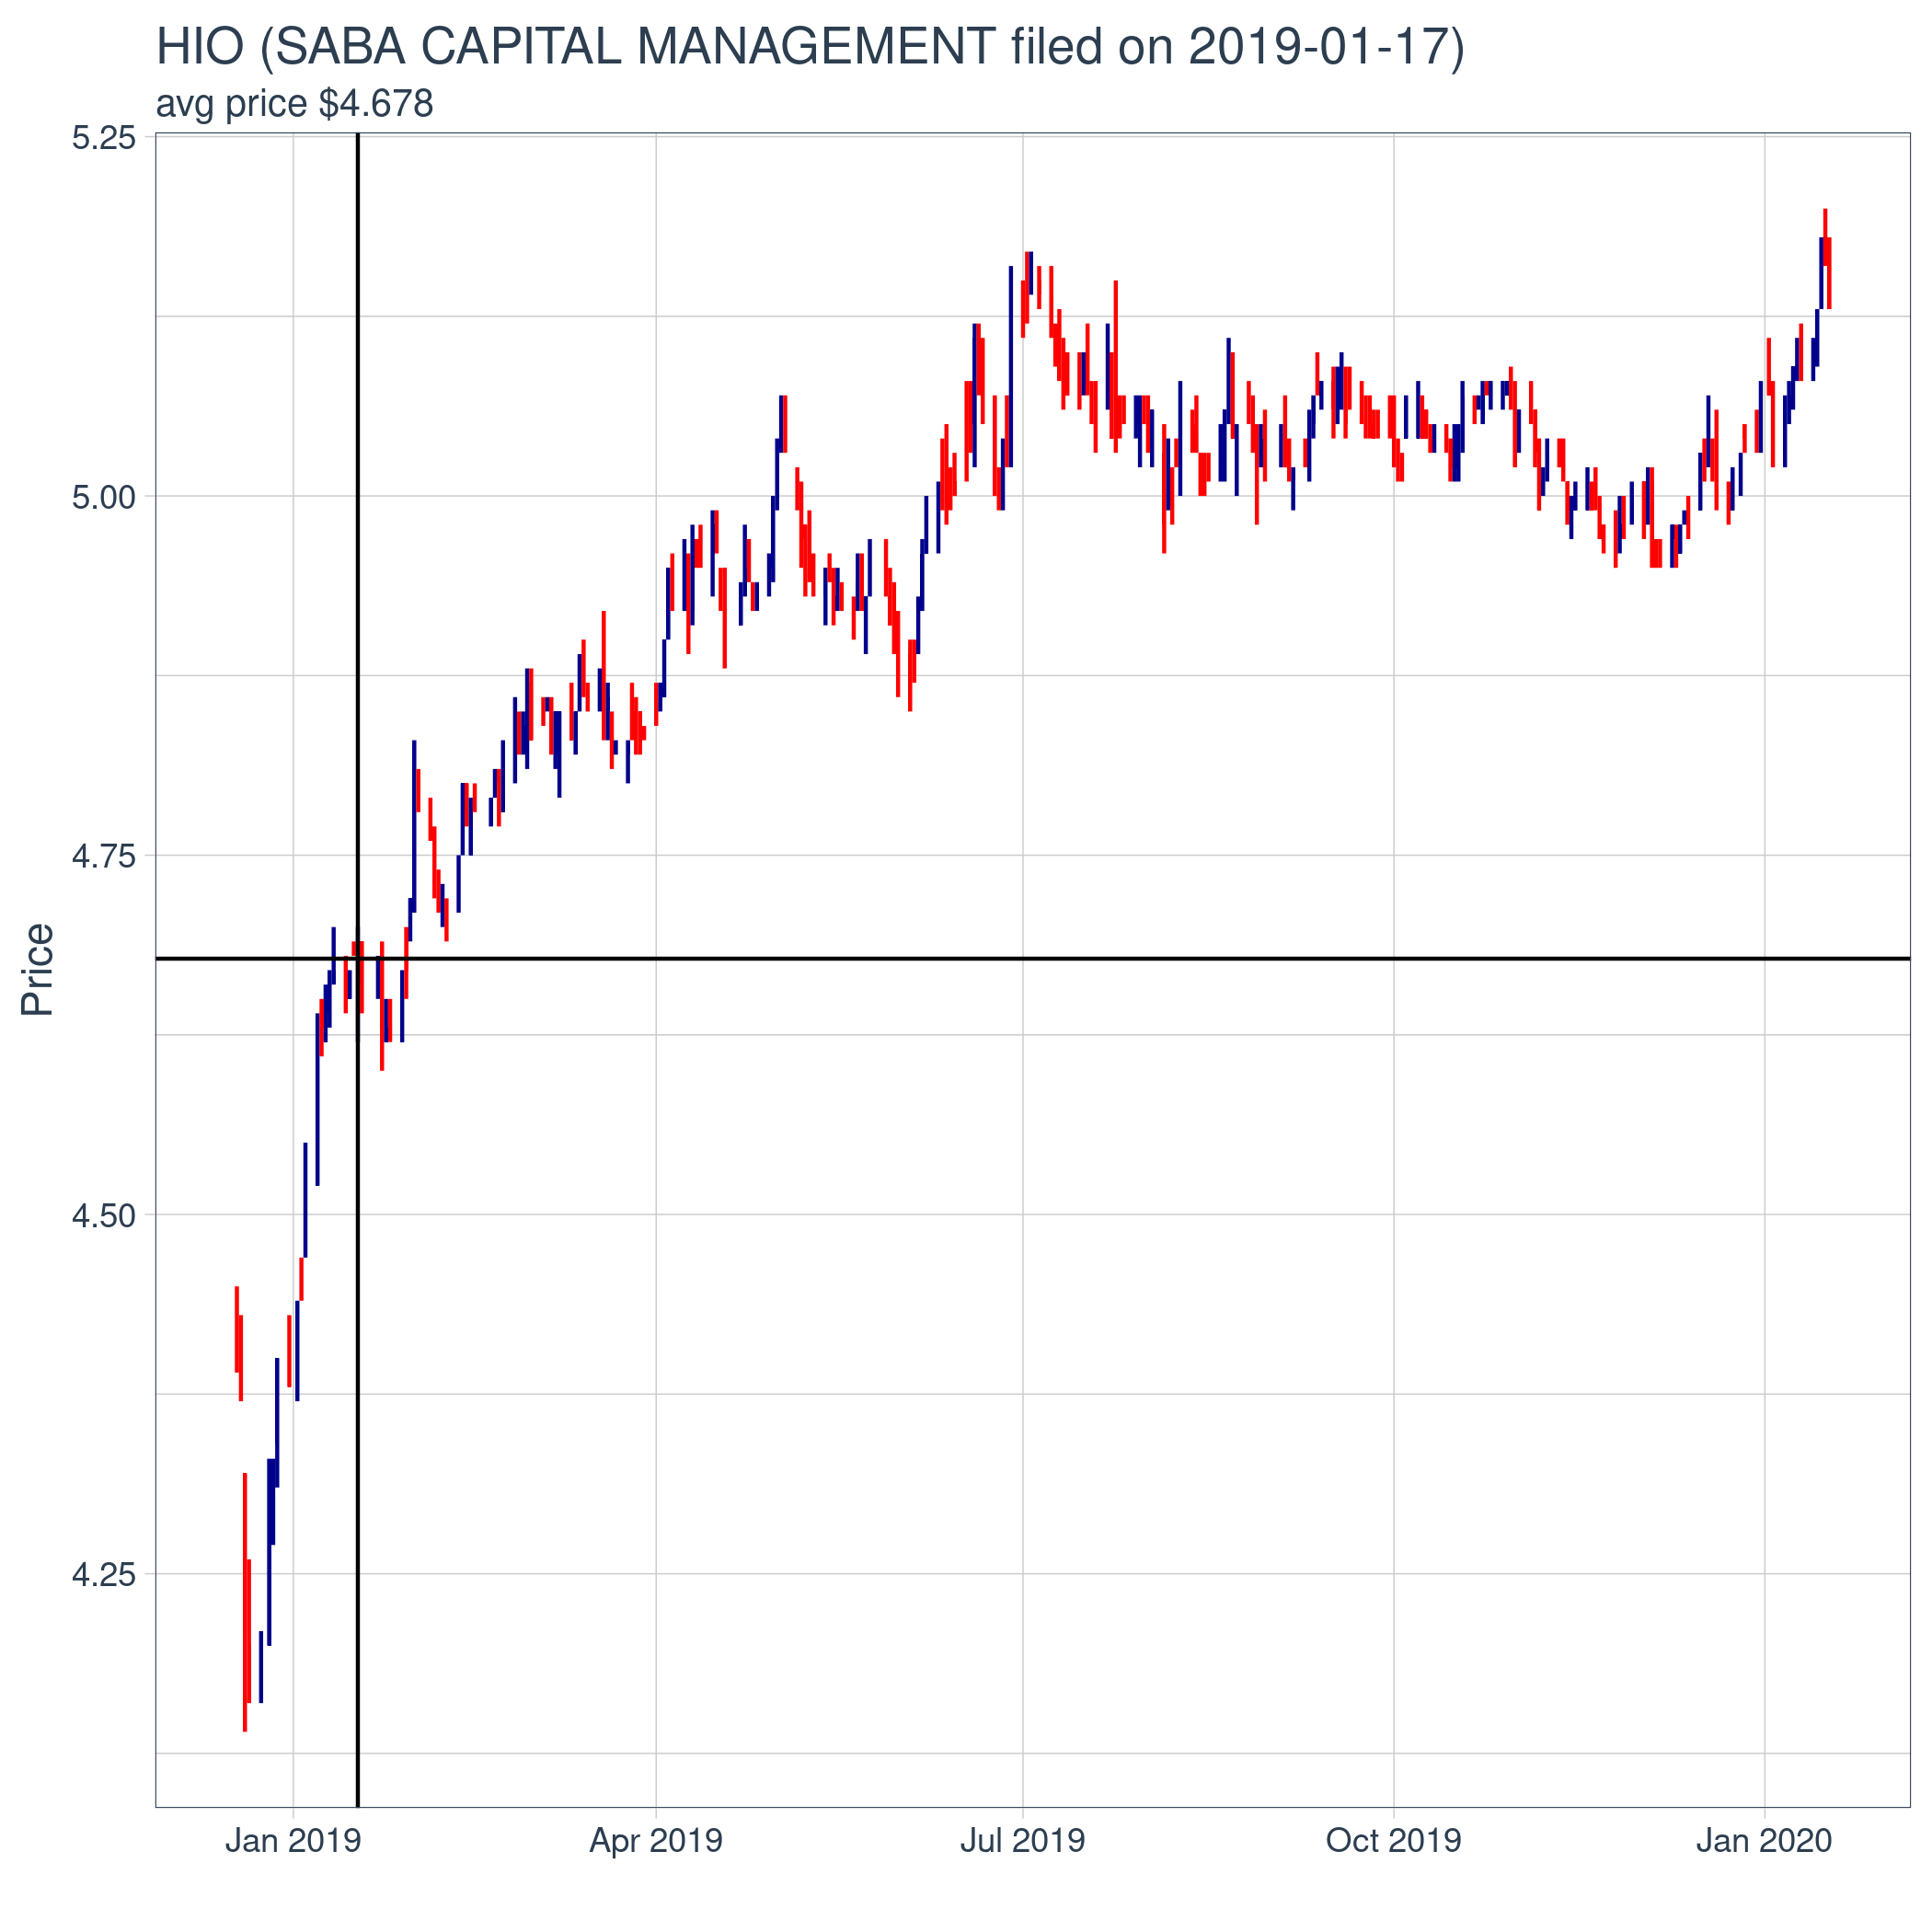 HIO (SABA CAPITAL MANAGEMENT filed on 2019-01-17)
avg price $4.678
5.25
5.00
4.75
4.50
4.25
Price
Jan 2019
Apr 2019
Jul 2019
Oct 2019
Jan 2020